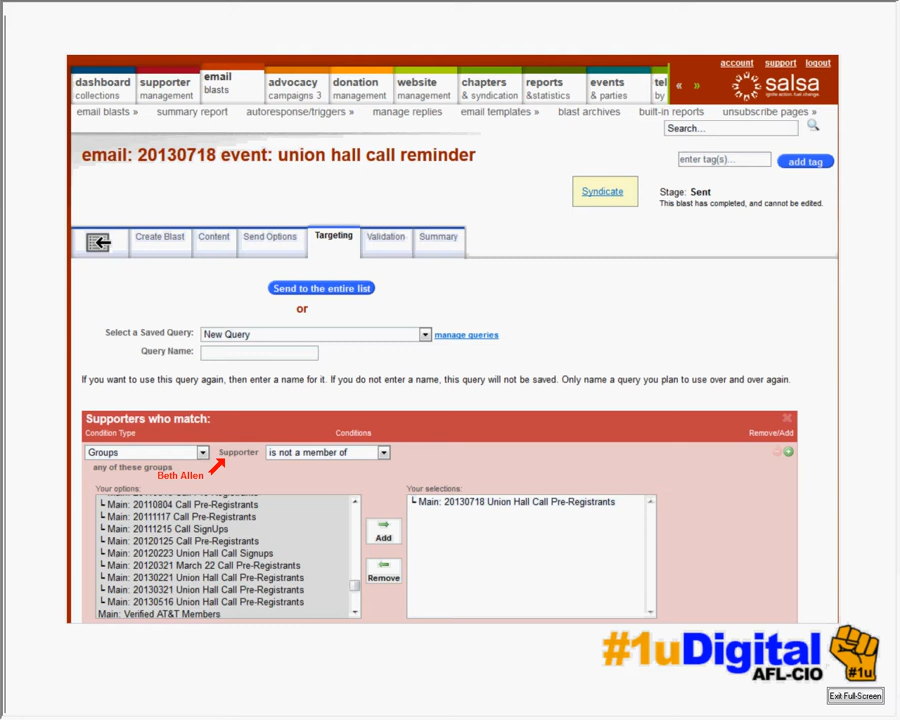 account support logout
dashboard collections
supporter management
email blasts
advocacy campaigns 3
donation management
website management
chapters & syndication
reports &statistics
events & parties
tel by
« »
salsa
ignite action. fuel change.
email blasts » summary report autoresponse/triggers » manage replies email templates » blast archives built-in reports unsubscribe pages »
Search...
email: 20130718 event: union hall call reminder
enter tag(s)... add tag
Syndicate
Stage: Sent
This blast has completed, and cannot be edited.
Create Blast Content Send Options Targeting Validation Summary
Send to the entire list
or
Select a Saved Query: New Query manage queries
Query Name:
If you want to use this query again, then enter a name for it. If you do not enter a name, this query will not be saved. Only name a query you plan to use over and over again.
Supporters who match:
Condition Type Conditions Remove/Add
Groups Supporter is not a member of
any of these groups
Beth Allen
Your options:
Main: 20110804 Call Pre-Registrants
Main: 20111117 Call Pre-Registrants
Main: 20111215 Call SignUps
Main: 20120125 Call Pre-Registrants
Main: 20120223 Union Hall Call Signups
Main: 20120321 March 22 Call Pre-Registrants
Main: 20130221 Union Hall Call Pre-Registrants
Main: 20130321 Union Hall Call Pre-Registrants
Main: 20130516 Union Hall Call Pre-Registrants
Main: Verified AT&T Members
Add
Remove
Your selections:
Main: 20130718 Union Hall Call Pre-Registrants
#1uDigital
AFL-CIO
#1u
Exit Full-Screen